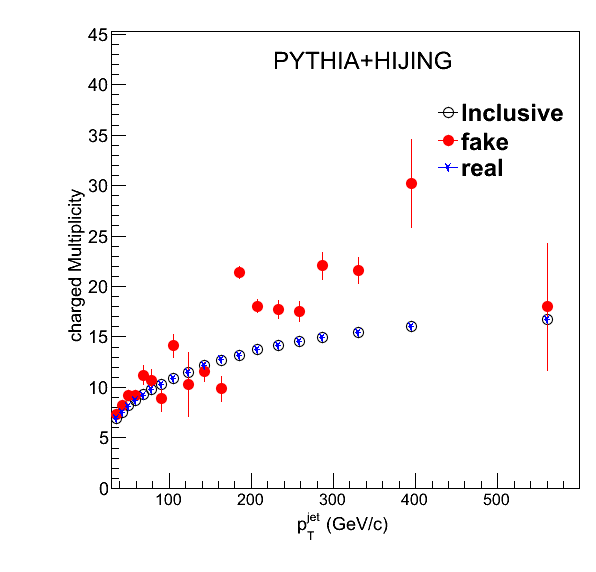 PYTHIA+HIJING
Inclusive
fake
real
charged Multiplicity
45
40
35
30
25
20
15
10
5
0
100 200 300 400 500
p_T^jet (GeV/c)